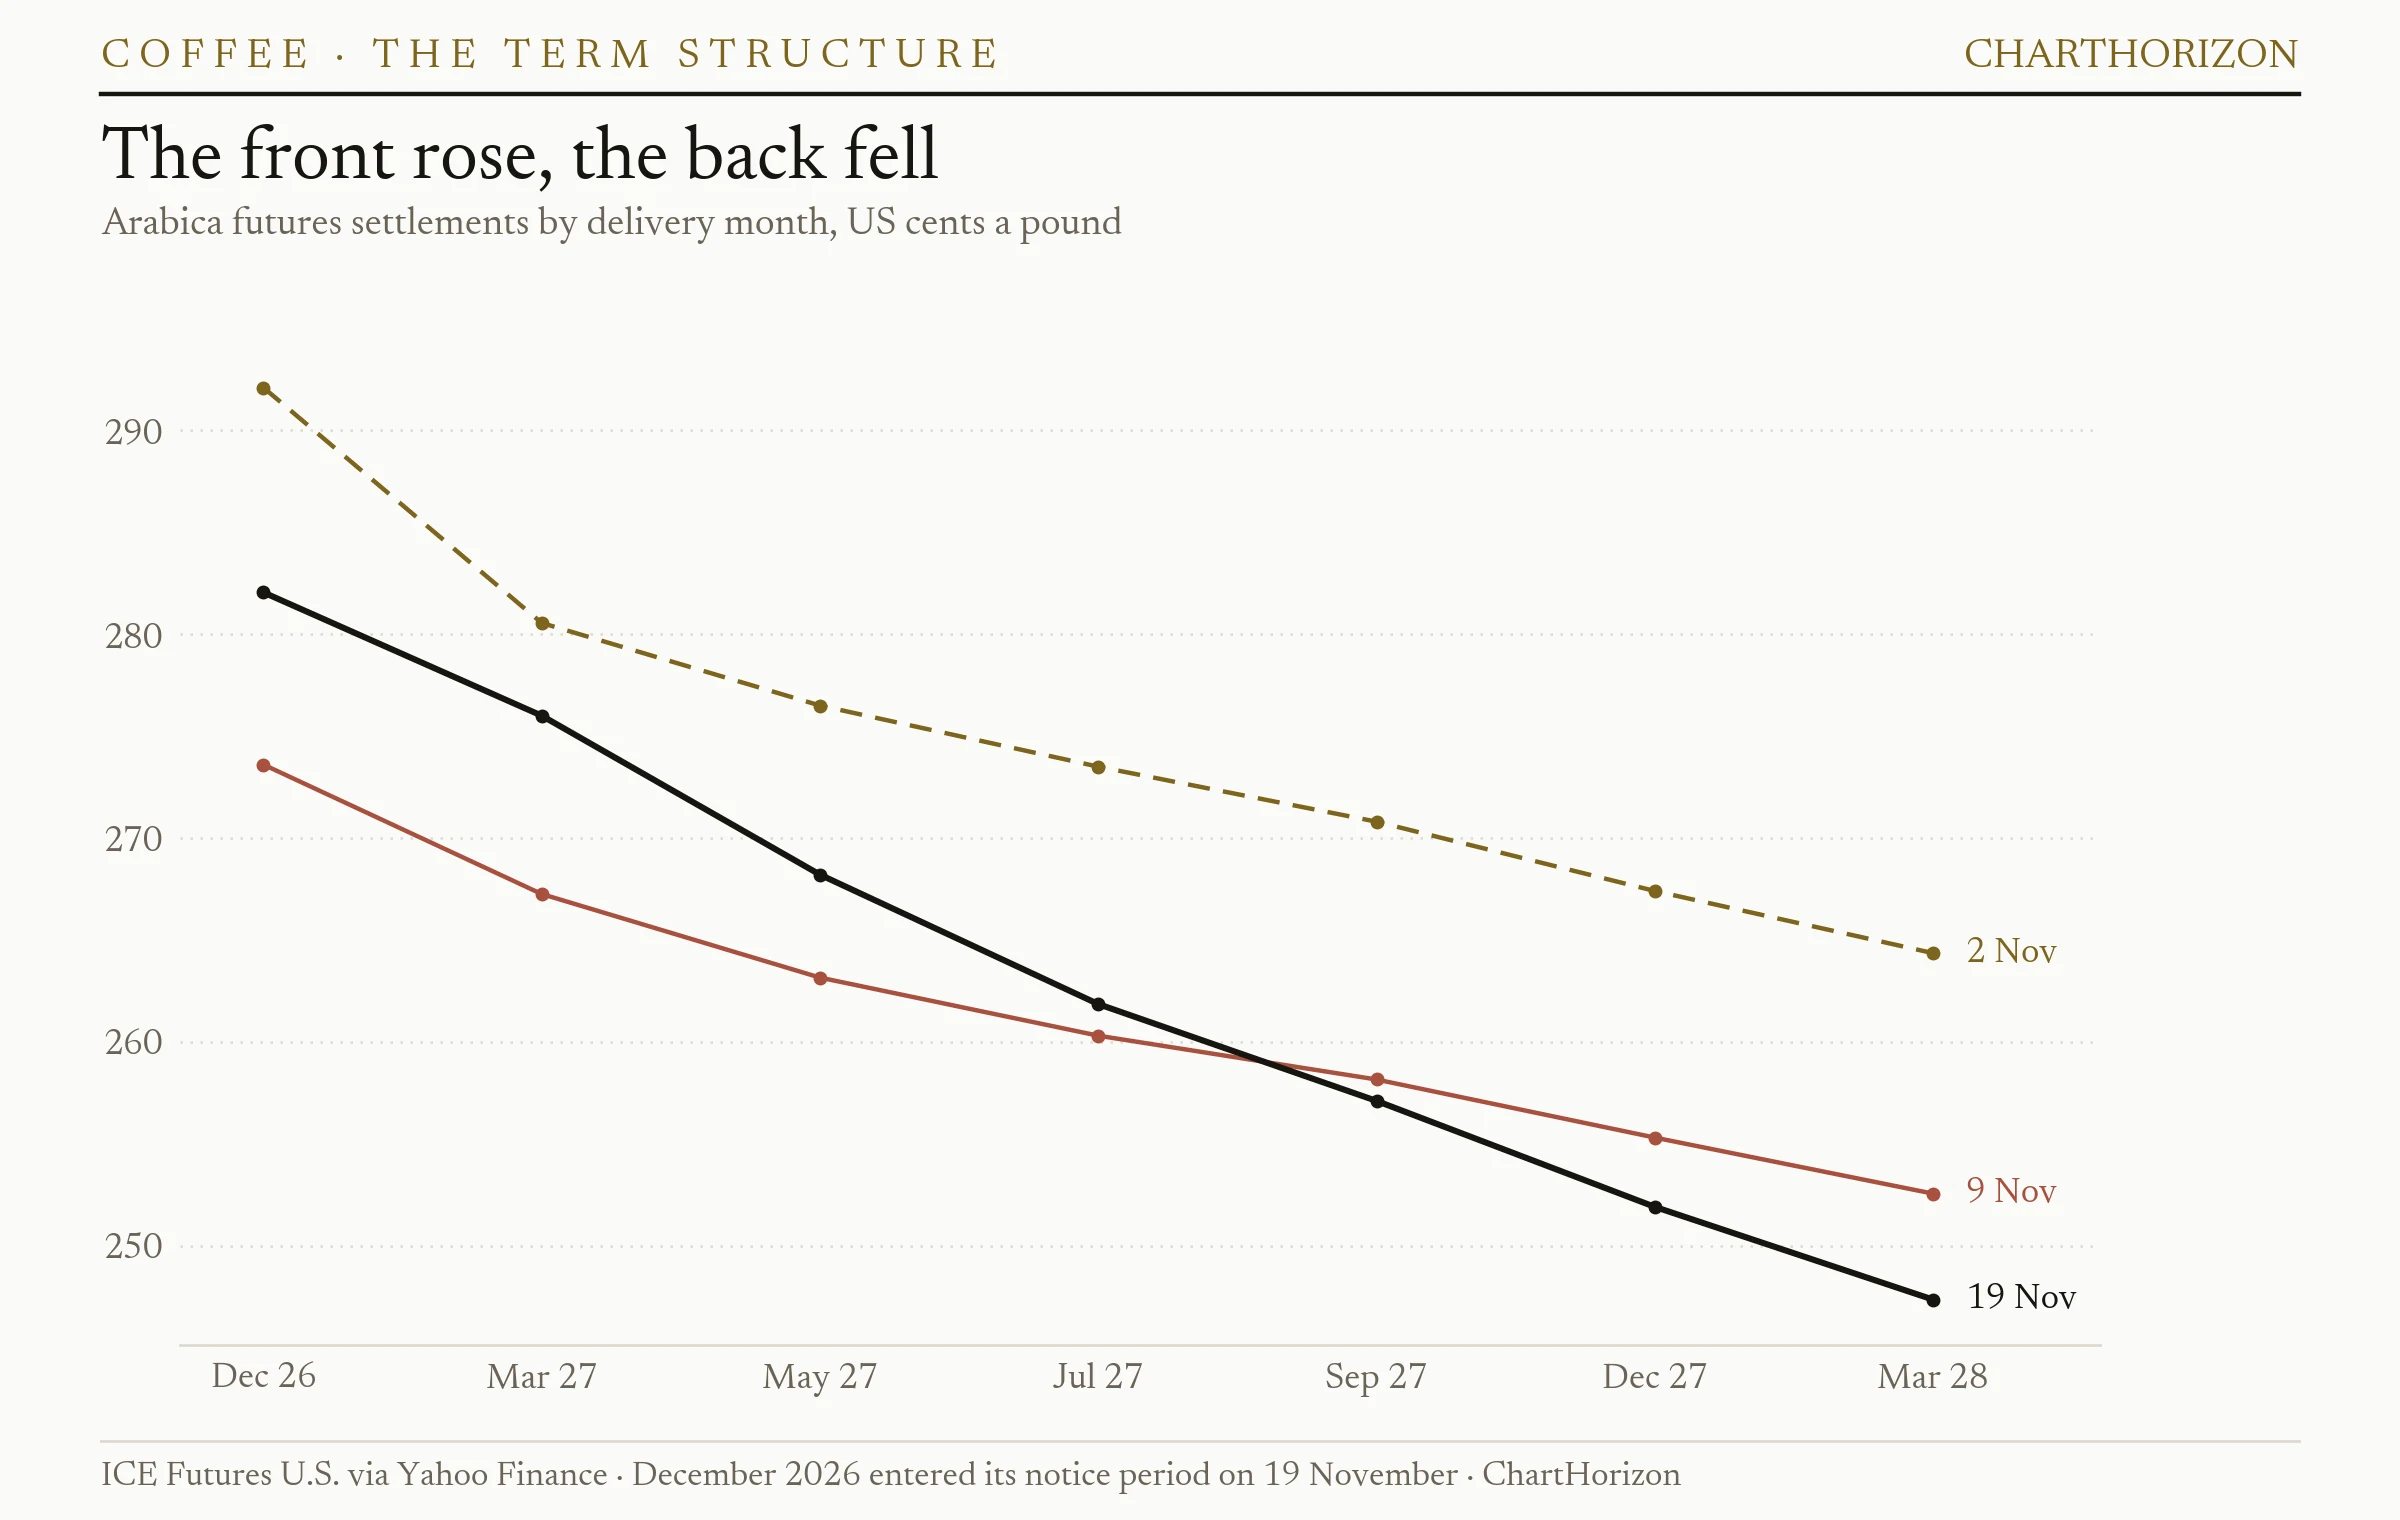 COFFEE · THE TERM STRUCTURE
CHARTHORIZON
The front rose, the back fell
Arabica futures settlements by delivery month, US cents a pound
290
280
270
260
250
2 Nov
9 Nov
19 Nov
Dec 26
Mar 27
May 27
Jul 27
Sep 27
Dec 27
Mar 28
ICE Futures U.S. via Yahoo Finance · December 2026 entered its notice period on 19 November · ChartHorizon